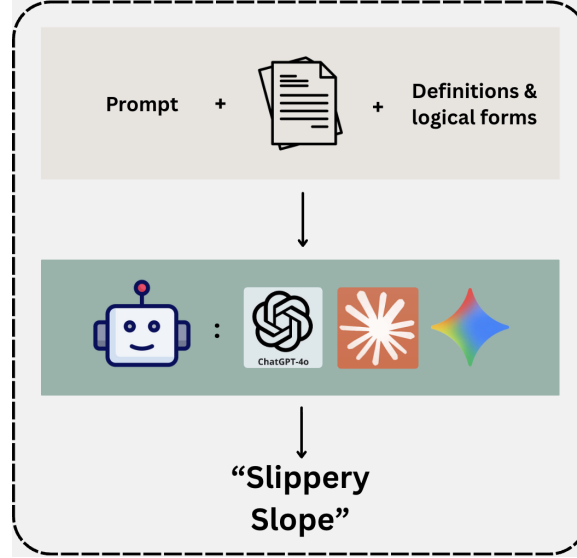 Prompt + + Definitions &
logical forms
:
ChatGPT-4o
“Slippery
Slope”